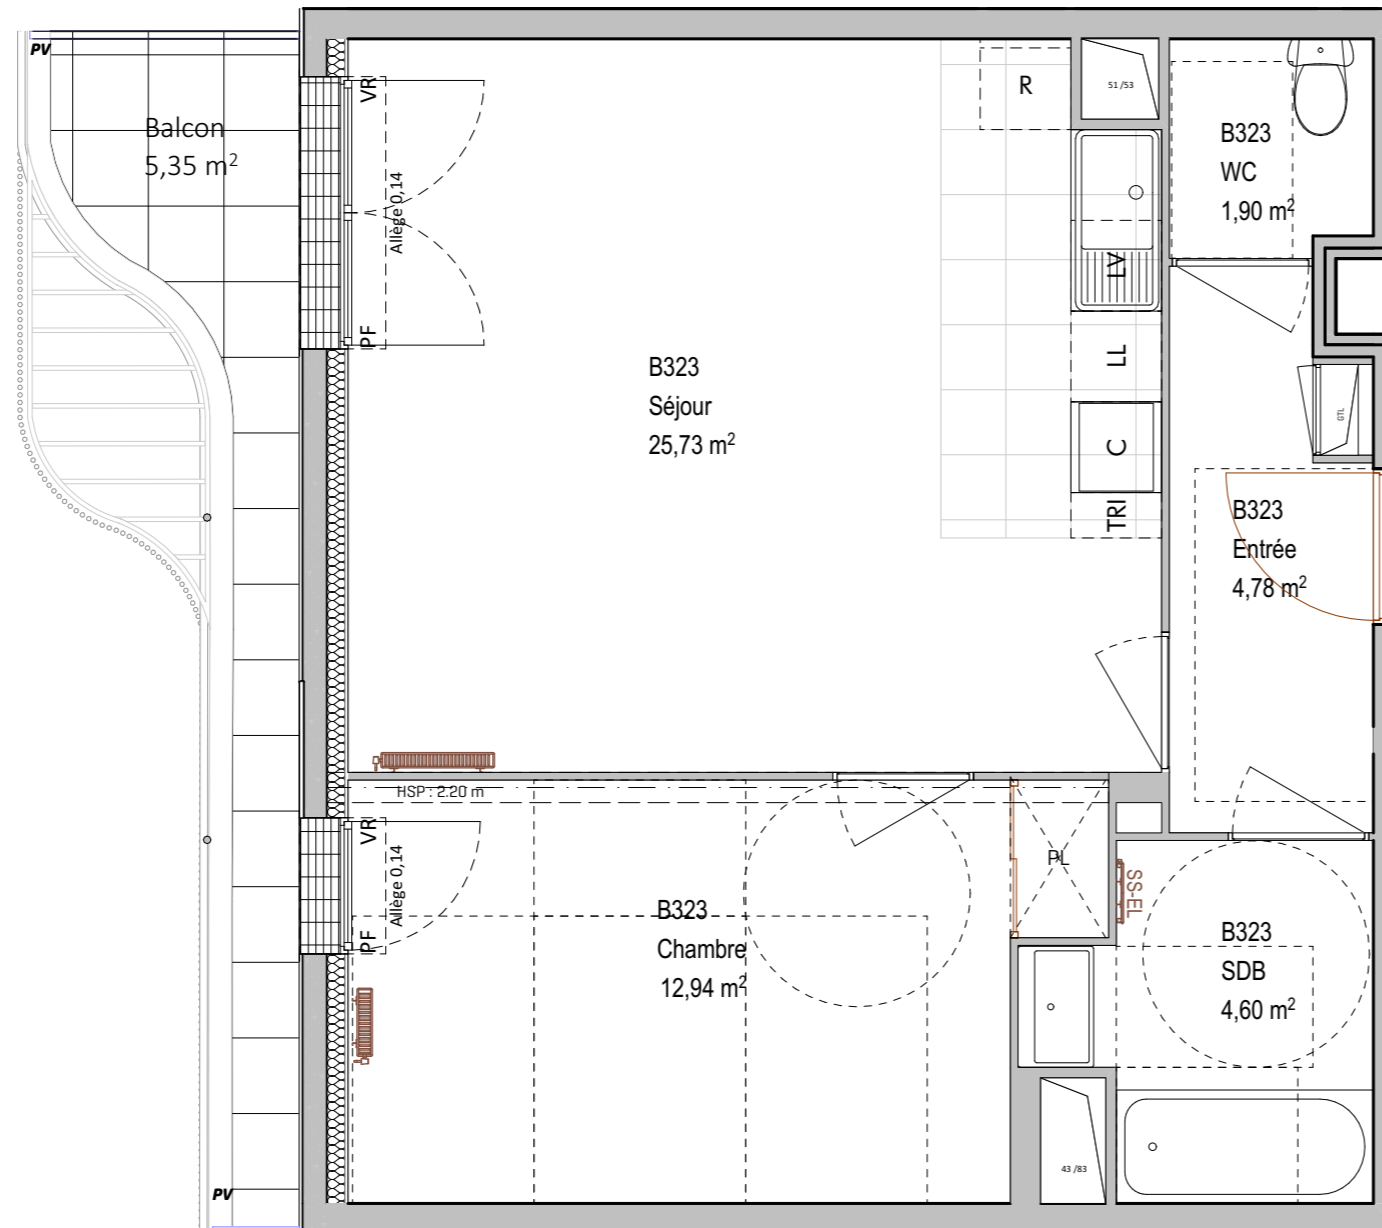 PV
Balcon
5,35 m²
VR
Allège 0,14
PF
R
51 /53
B323
WC
1,90 m²
LV
LL
C
TRI
B323
Séjour
25,73 m²
GTL
B323
Entrée
4,78 m²
HSP : 2.20 m
VR
Allège 0,14
PF
PL
SS-EL
B323
Chambre
12,94 m²
B323
SDB
4,60 m²
43 /83
PV